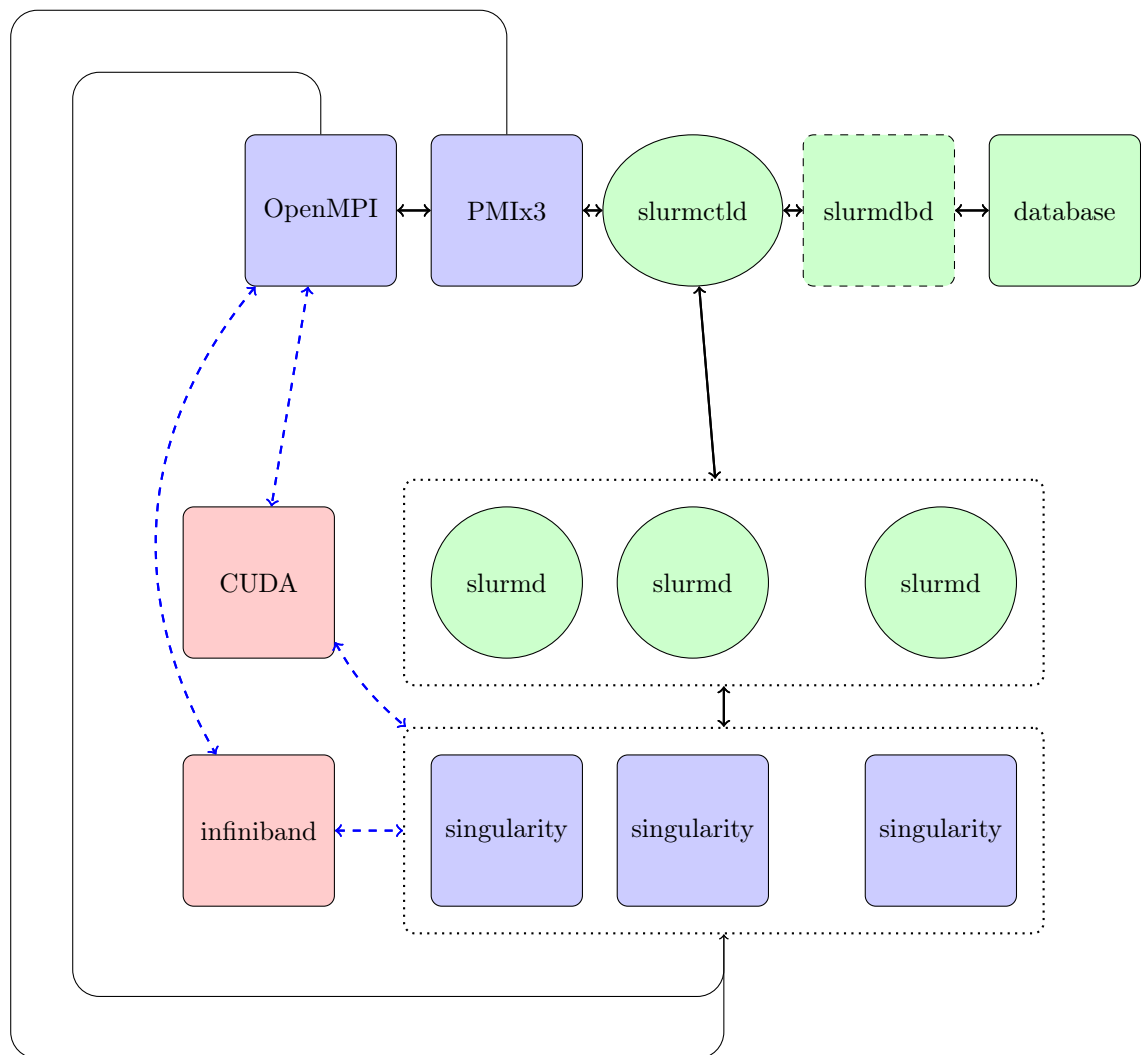 OpenMPI
PMIx3
slurmctld
slurmdbd
database
CUDA
slurmd
slurmd
slurmd
infiniband
singularity
singularity
singularity